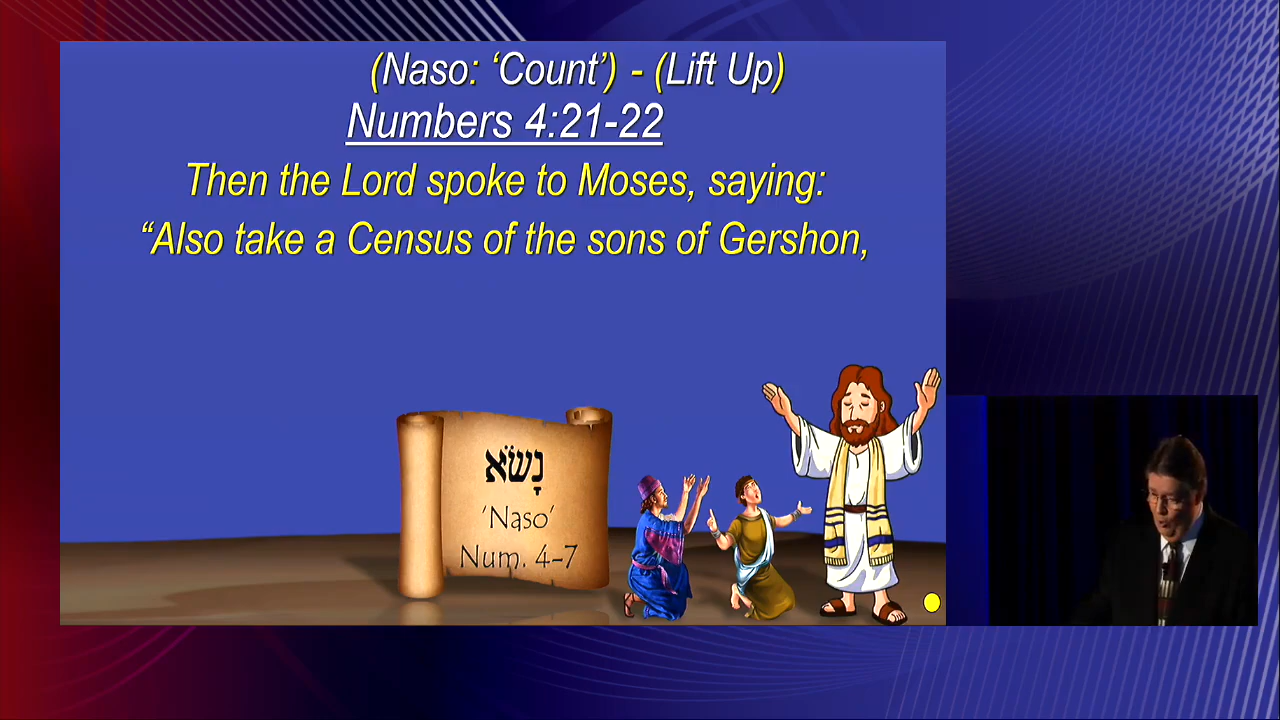 (Naso: ‘Count’) - (Lift Up)
Numbers 4:21-22
Then the Lord spoke to Moses, saying:
“Also take a Census of the sons of Gershon,
נָשֹׂא
‘Naso’
Num. 4-7